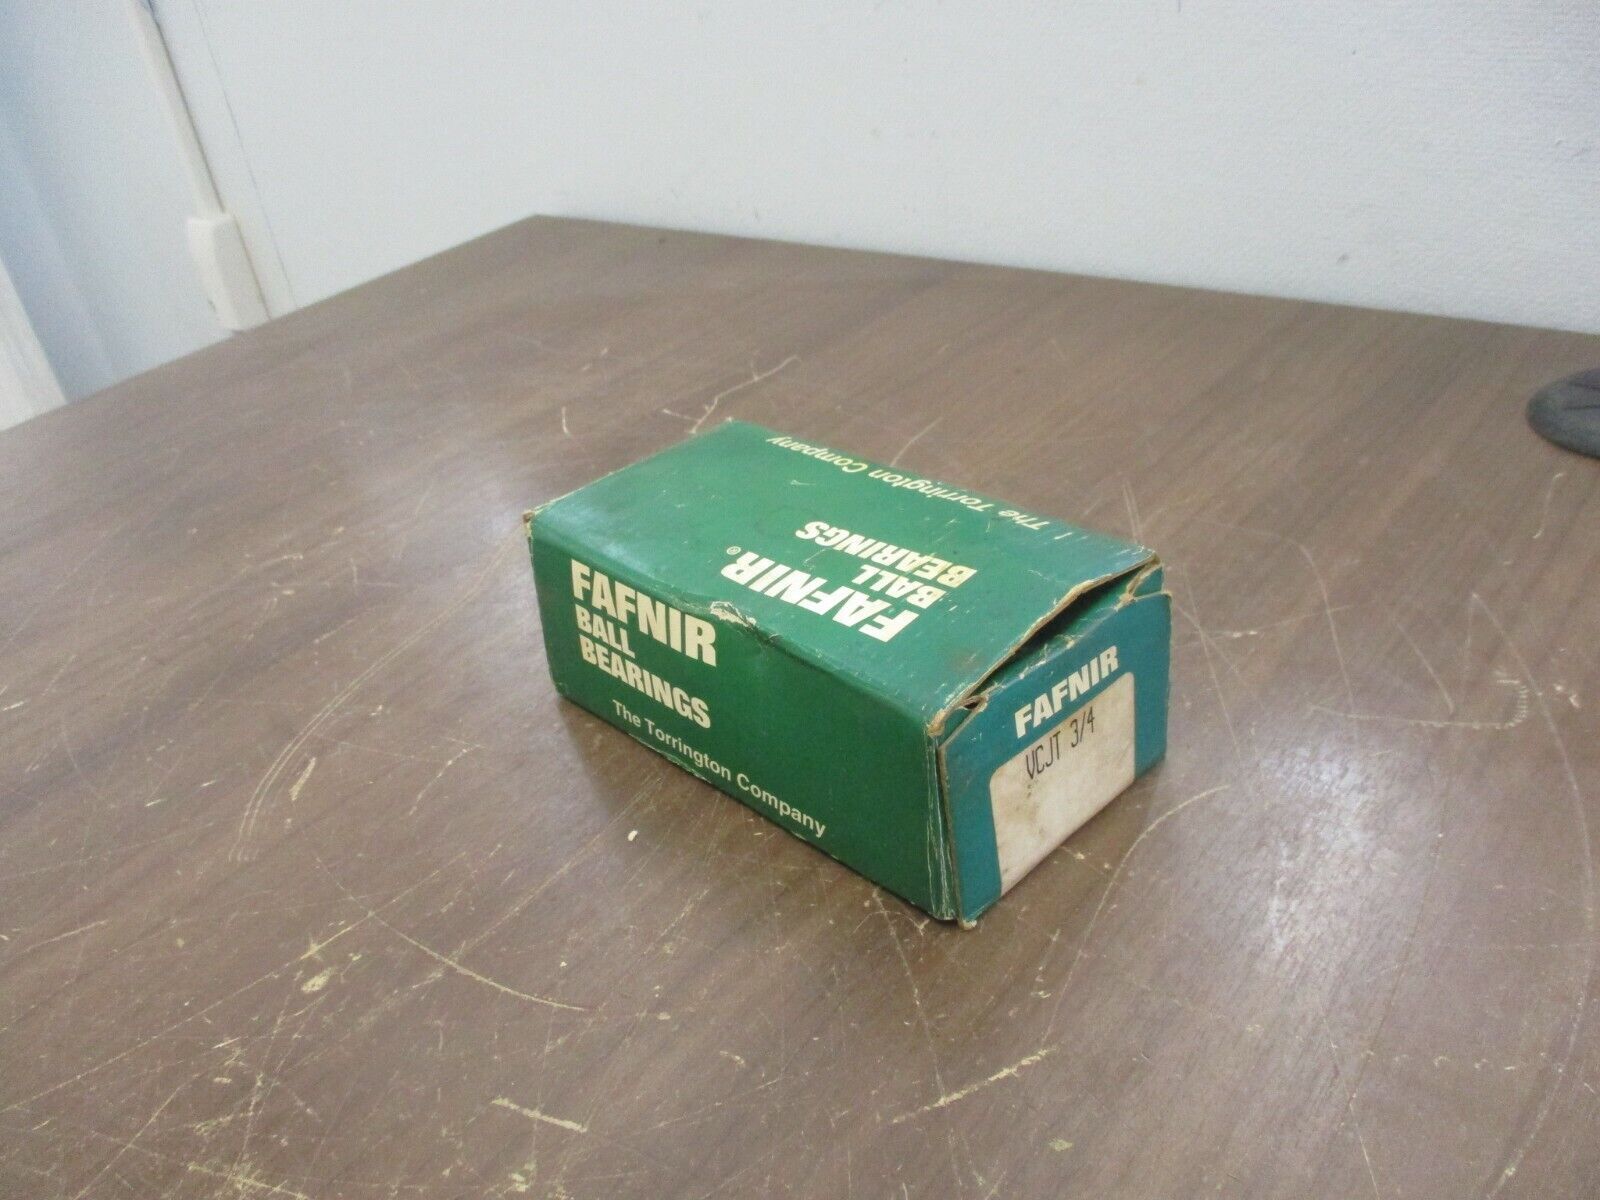 The Torrington Company
FAFNIR®
BALL
BEARINGS
FAFNIR
BALL
BEARINGS
The Torrington Company
FAFNIR
VCJT 3/4